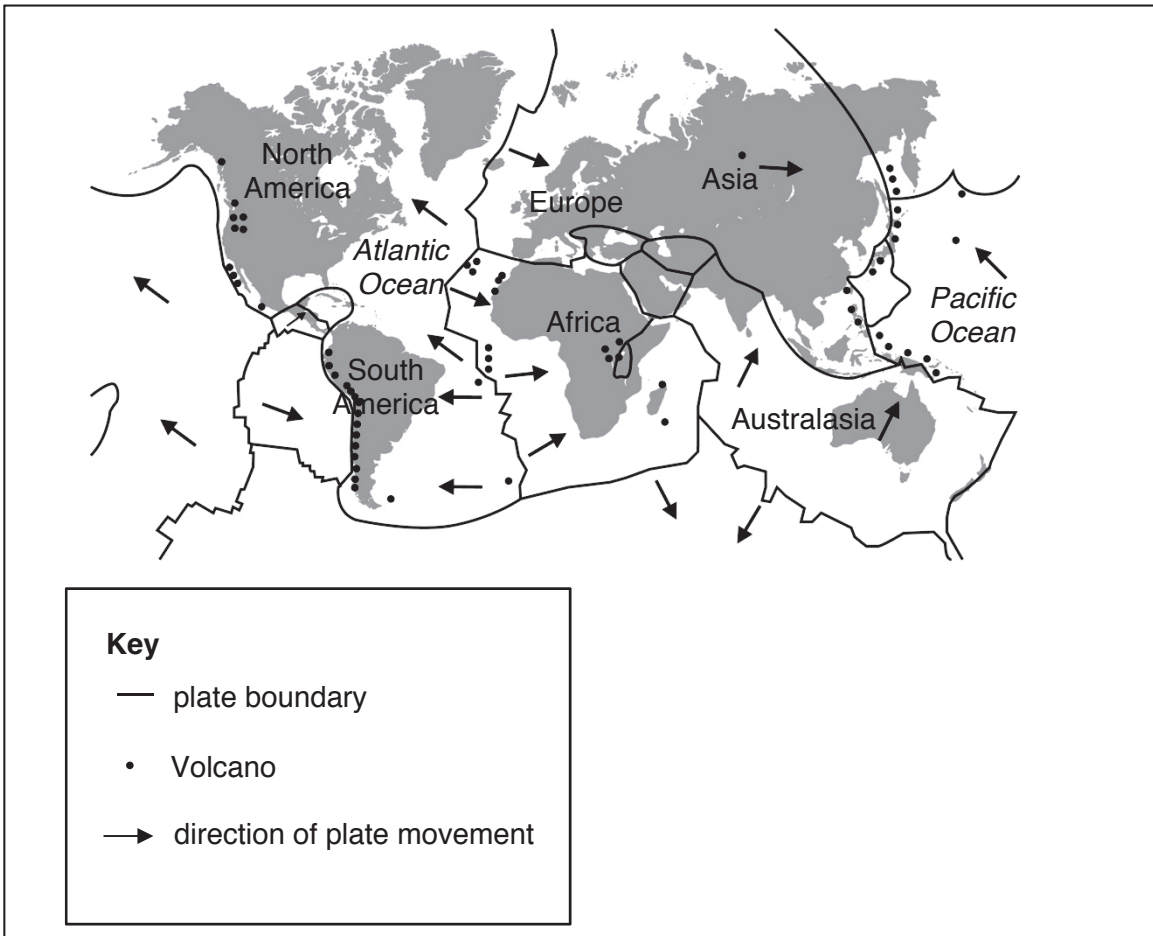 North
America
Asia
Europe
Atlantic
Ocean
Pacific
Ocean
Africa
South
America
Australasia
Key
plate boundary
Volcano
direction of plate movement